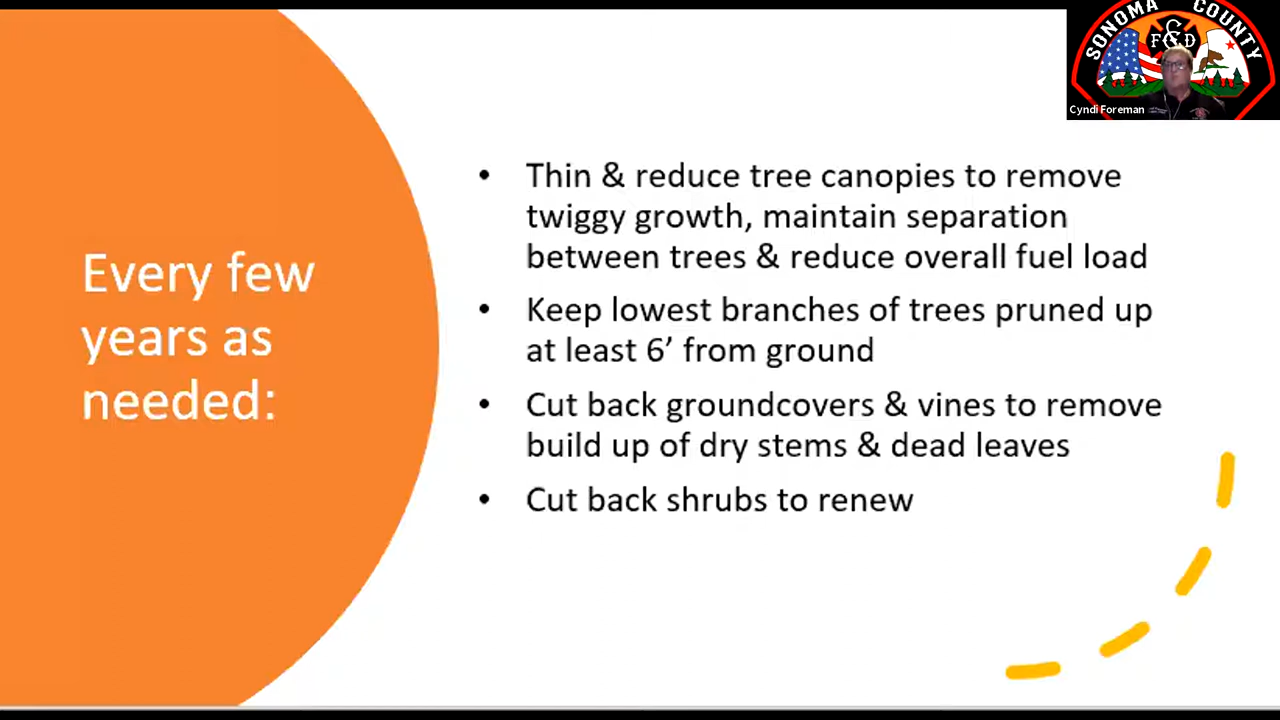 SONOMA COUNTY
FCD
Cyndi Foreman
Every few
years as
needed:
• Thin & reduce tree canopies to remove
twiggy growth, maintain separation
between trees & reduce overall fuel load
• Keep lowest branches of trees pruned up
at least 6’ from ground
• Cut back groundcovers & vines to remove
build up of dry stems & dead leaves
• Cut back shrubs to renew